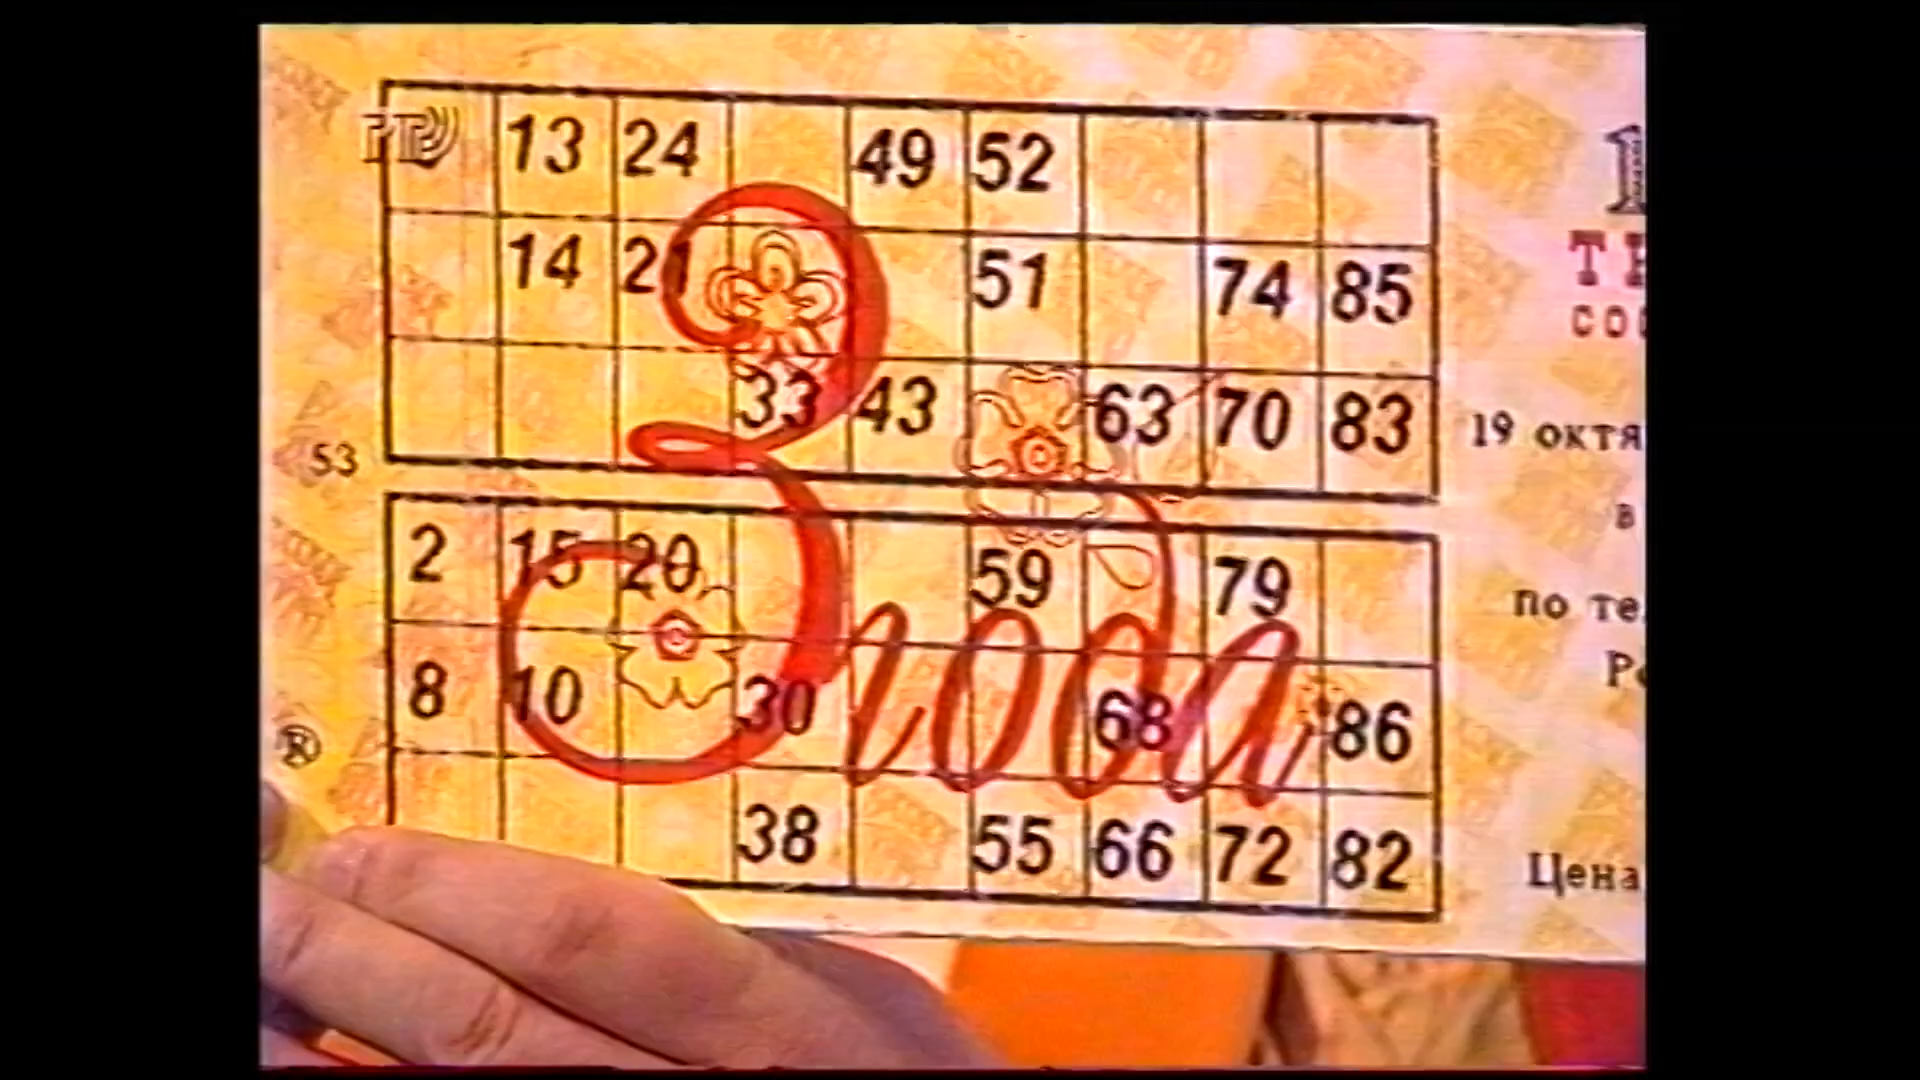 РТР
13 24 49 52
14 21 51 74 85
33 43 63 70 83
19 октя
53
2 15 20 59 79
в
по те
3 года
8 10 30 68 86
®
38 55 66 72 82
Цена